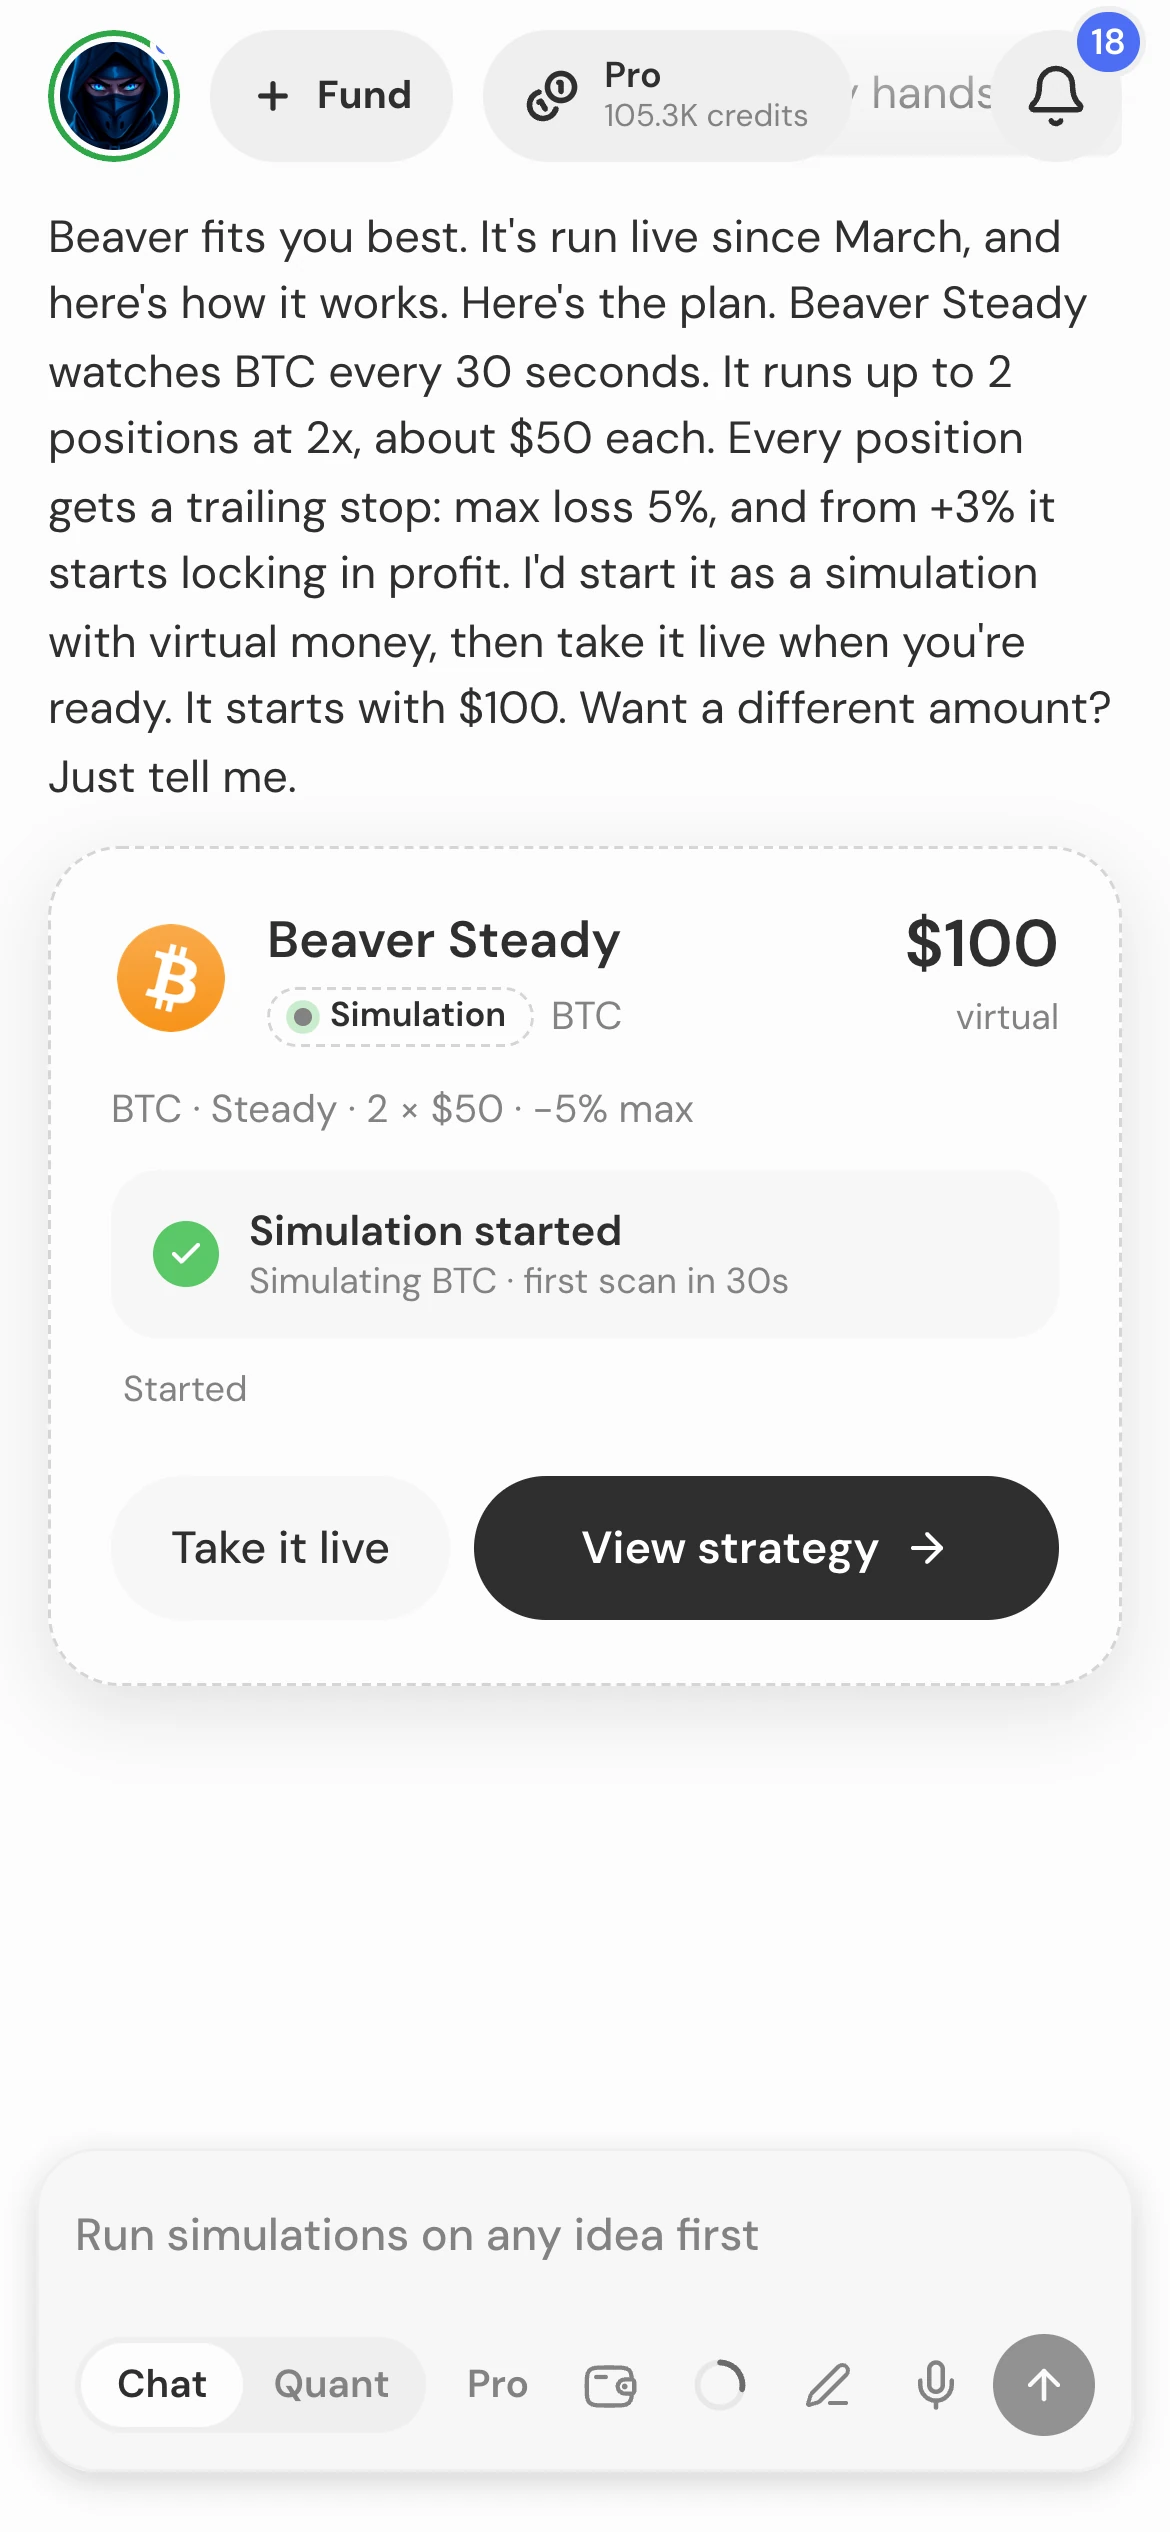 Fund
Pro
105.3K credits
hands
18
Beaver fits you best. It's run live since March, and
here's how it works. Here's the plan. Beaver Steady
watches BTC every 30 seconds. It runs up to 2
positions at 2x, about $50 each. Every position
gets a trailing stop: max loss 5%, and from +3% it
starts locking in profit. I'd start it as a simulation
with virtual money, then take it live when you're
ready. It starts with $100. Want a different amount?
Just tell me.
Beaver Steady
$100
Simulation
BTC
virtual
BTC · Steady · 2 × $50 · -5% max
Simulation started
Simulating BTC · first scan in 30s
Started
Take it live
View strategy →
Run simulations on any idea first
Chat
Quant
Pro